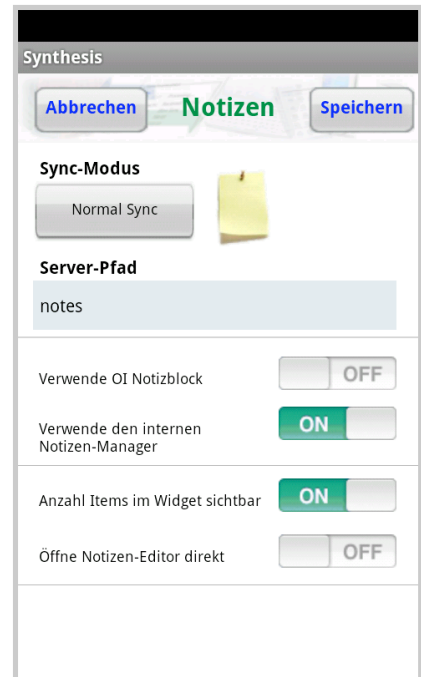 Synthesis
Abbrechen Notizen Speichern
Sync-Modus
Normal Sync
Server-Pfad
notes
Verwende OI Notizblock OFF
Verwende den internen ON
Notizen-Manager
Anzahl Items im Widget sichtbar ON
Öffne Notizen-Editor direkt OFF